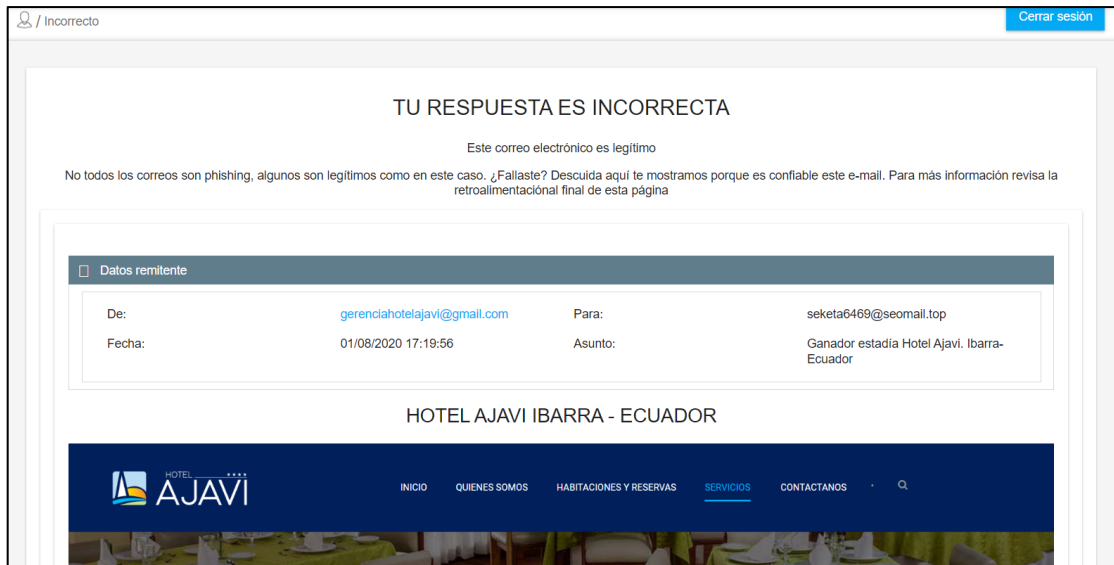 / Incorrecto
Cerrar sesión
TU RESPUESTA ES INCORRECTA
Este correo electrónico es legítimo
No todos los correos son phishing, algunos son legítimos como en este caso. ¿Fallaste? Descuida aquí te mostramos porque es confiable este e-mail. Para más información revisa la
retroalimentaciónal final de esta página
Datos remitente
De: gerenciahotelajavi@gmail.com Para: seketa6469@seomail.top
Fecha: 01/08/2020 17:19:56 Asunto: Ganador estadía Hotel Ajavi. Ibarra-
Ecuador
HOTEL AJAVI IBARRA - ECUADOR
HOTEL ****
AJAVÍ
INICIO QUIENES SOMOS HABITACIONES Y RESERVAS SERVICIOS CONTACTANOS